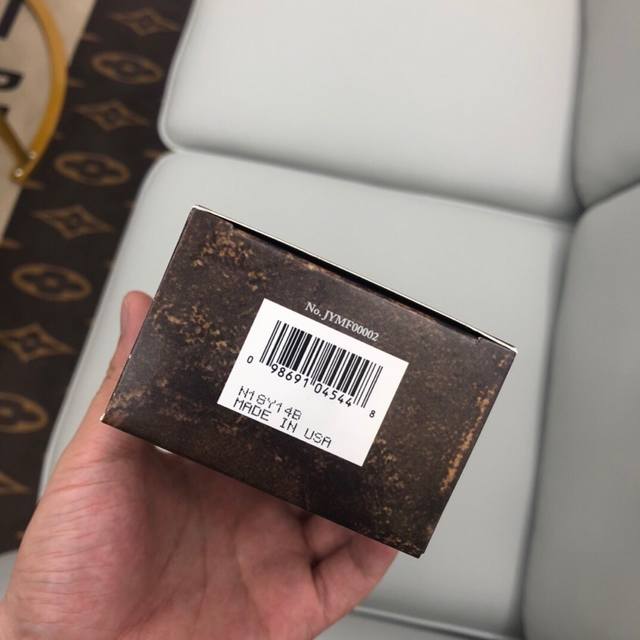 No. JYMF00002
0 98691 04544 8
N18Y14B
MADE IN USA